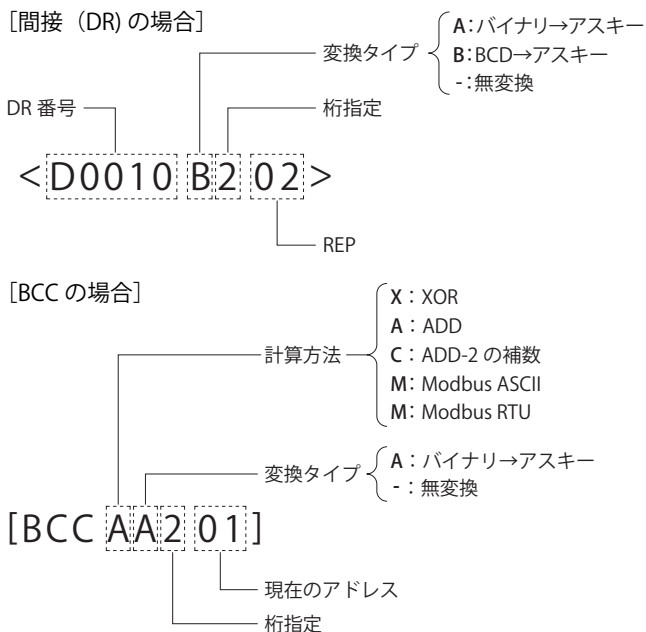 ［間接（DR) の場合］
変換タイプ
A：バイナリ→アスキー
B：BCD→アスキー
-：無変換
DR 番号
桁指定
<D0010 B2 02>
REP
［BCC の場合］
計算方法
X：XOR
A：ADD
C：ADD-2 の補数
M：Modbus ASCII
M：Modbus RTU
変換タイプ
A：バイナリ→アスキー
-：無変換
[BCC AA2 01]
現在のアドレス
桁指定